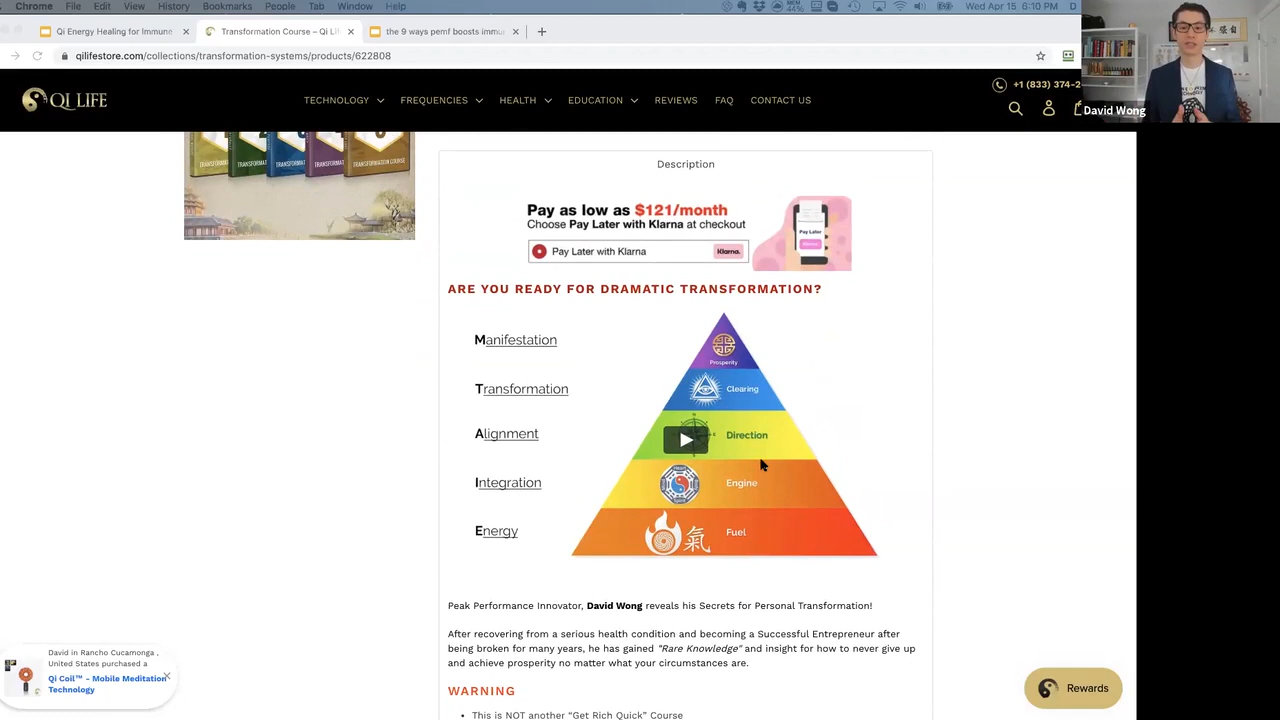 Chrome File Edit View History Bookmarks People Tab Window Help
Wed Apr 15, 6:10 PM D
Qi Energy Healing for Immune
Transformation Course – Qi Li
the 9 ways pemf boosts immu
qilifestore.com/collections/transformation-systems/products/622808
QI LIFE
TECHNOLOGY FREQUENCIES HEALTH EDUCATION REVIEWS FAQ CONTACT US
+1 (833) 374-2
David Wong
TRANSFORMATION COURSE
Description
Pay as low as $121/month
Choose Pay Later with Klarna at checkout
Pay Later with Klarna
Klarna.
Pay Later
ARE YOU READY FOR DRAMATIC TRANSFORMATION?
Manifestation
Prosperity
Transformation
Clearing
Alignment
Direction
Integration
Engine
Energy
氣
Fuel
Peak Performance Innovator, David Wong reveals his Secrets for Personal Transformation!
After recovering from a serious health condition and becoming a Successful Entrepreneur after
being broken for many years, he has gained "Rare Knowledge" and insight for how to never give up
and achieve prosperity no matter what your circumstances are.
WARNING
• This is NOT another “Get Rich Quick” Course
David in Rancho Cucamonga ,
United States purchased a
Qi Coil™ - Mobile Meditation
Technology
Rewards